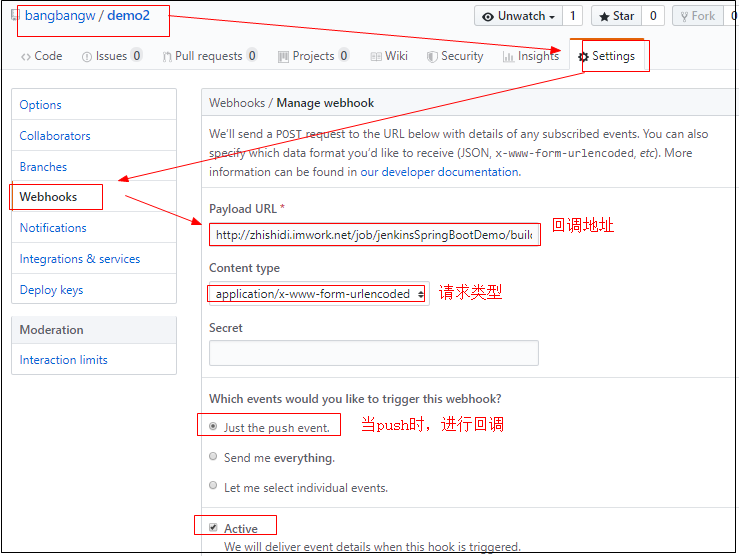 bangbangw / demo2
Unwatch 1 Star 0 Fork 0
Code Issues 0 Pull requests 0 Projects 0 Wiki Security Insights Settings
Options
Collaborators
Branches
Webhooks
Notifications
Integrations & services
Deploy keys
Moderation
Interaction limits
Webhooks / Manage webhook
We'll send a POST request to the URL below with details of any subscribed events. You can also
specify which data format you'd like to receive (JSON, x-www-form-urlencoded, etc). More
information can be found in our developer documentation.
Payload URL *
http://zhishidi.imwork.net/job/jenkinsSpringBootDemo/build
回调地址
Content type
application/x-www-form-urlencoded
请求类型
Secret
Which events would you like to trigger this webhook?
Just the push event.
当push时，进行回调
Send me everything.
Let me select individual events.
Active
We will deliver event details when this hook is triggered.